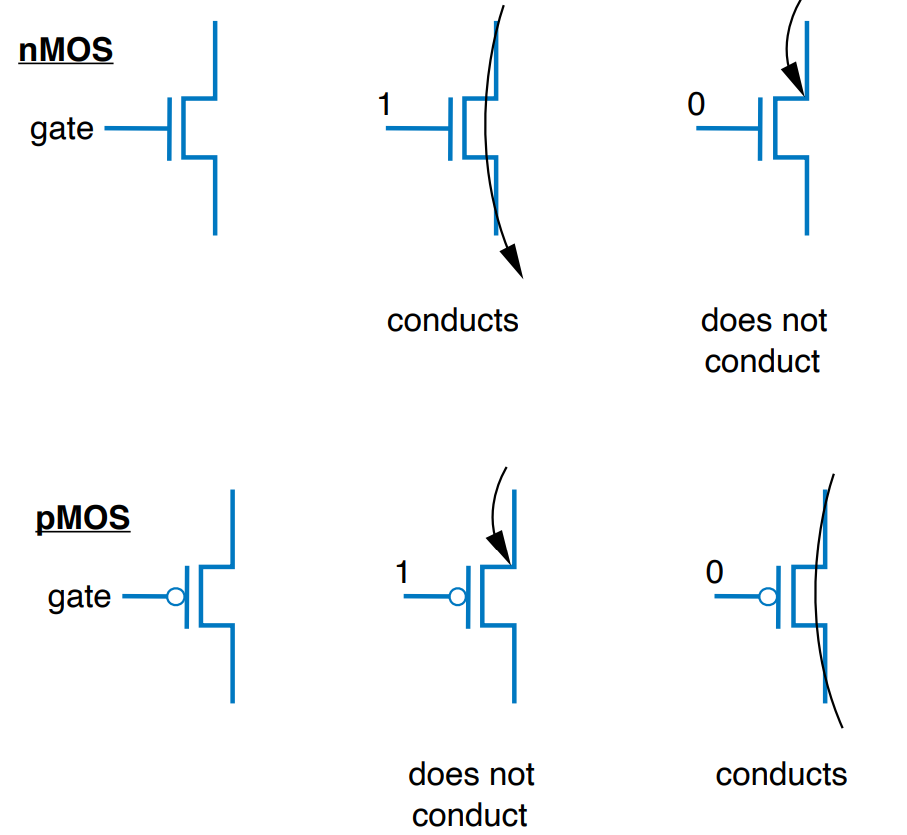 nMOS
gate
1
0
conducts
does not
conduct
pMOS
gate
1
0
does not
conduct
conducts